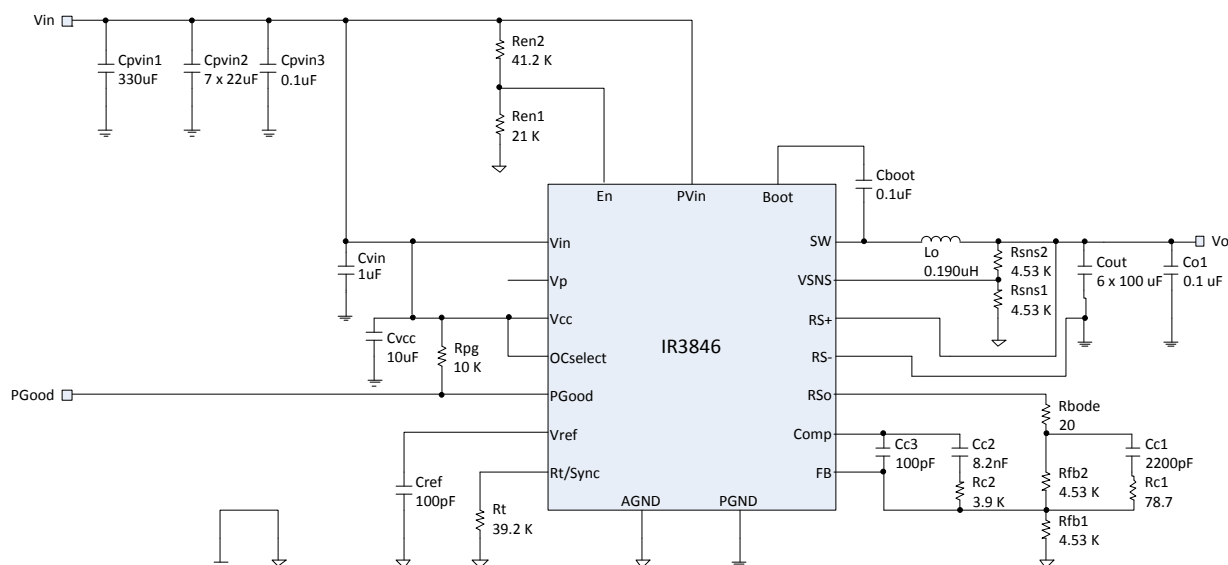 Vin
Cpvin1
330uF
Cpvin2
7 x 22uF
Cpvin3
0.1uF
Ren2
41.2 K
Ren1
21 K
Cboot
0.1uF
En
PVin
Boot
Vin
SW
Vo
Cvin
1uF
Lo
0.190uH
Rsns2
4.53 K
Cout
6 x 100 uF
Co1
0.1 uF
Vp
VSNS
Rsns1
4.53 K
Vcc
RS+
Cvcc
10uF
Rpg
10 K
IR3846
OCselect
RS-
PGood
PGood
RSo
Rbode
20
Vref
Comp
Cc3
100pF
Cc2
8.2nF
Cc1
2200pF
Rt/Sync
FB
Cref
100pF
Rc2
3.9 K
Rfb2
4.53 K
Rc1
78.7
Rt
39.2 K
AGND
PGND
Rfb1
4.53 K